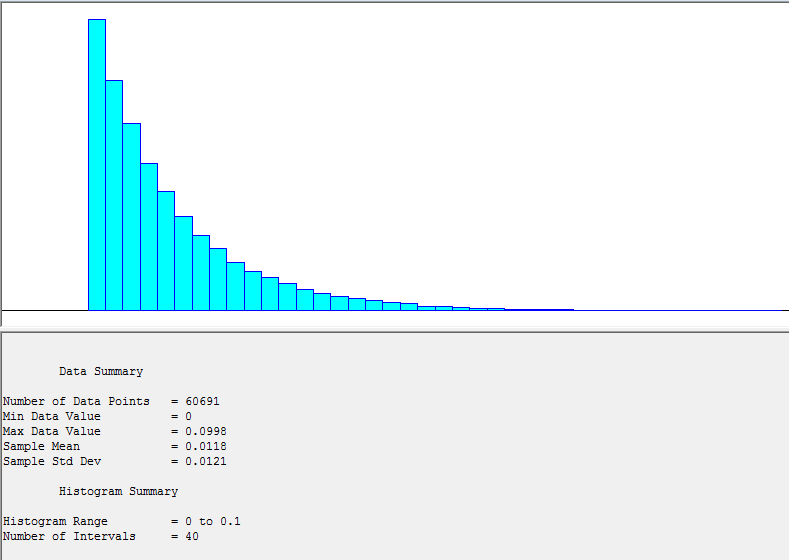 Data Summary
Number of Data Points = 60691
Min Data Value = 0
Max Data Value = 0.0998
Sample Mean = 0.0118
Sample Std Dev = 0.0121
Histogram Summary
Histogram Range = 0 to 0.1
Number of Intervals = 40